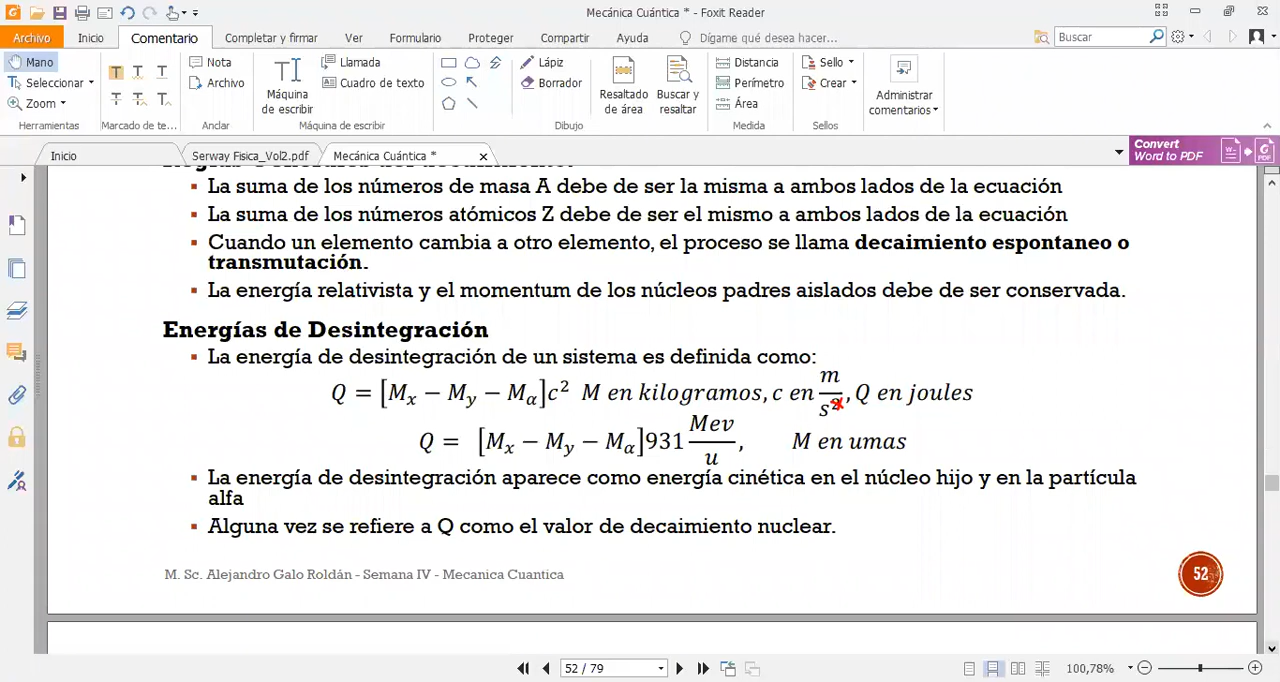 Mecánica Cuántica * - Foxit Reader
Archivo Inicio Comentario Completar y firmar Ver Formulario Proteger Compartir Ayuda Dígame qué desea hacer... Buscar
Mano Nota Llamada Lápiz Distancia Sello
Seleccionar Archivo Cuadro de texto Borrador Perímetro Crear
Zoom Máquina de escribir Resaltado de área Buscar y resaltar Área Administrar comentarios
Herramientas Marcado de te... Anclar Máquina de escribir Dibujo Medida Sellos
Inicio Serway Fisica_Vol2.pdf Mecánica Cuántica * Convert Word to PDF
▪ La suma de los números de masa A debe de ser la misma a ambos lados de la ecuación
▪ La suma de los números atómicos Z debe de ser el mismo a ambos lados de la ecuación
▪ Cuando un elemento cambia a otro elemento, el proceso se llama decaimiento espontaneo o
transmutación.
▪ La energía relativista y el momentum de los núcleos padres aislados debe de ser conservada.
Energías de Desintegración
▪ La energía de desintegración de un sistema es definida como:
Q = [Mₓ − M_y − M_α]c² M en kilogramos, c en m/s², Q en joules
Q = [Mₓ − M_y − M_α]931 Mev/u, M en umas
▪ La energía de desintegración aparece como energía cinética en el núcleo hijo y en la partícula
alfa
▪ Alguna vez se refiere a Q como el valor de decaimiento nuclear.
M. Sc. Alejandro Galo Roldán - Semana IV - Mecanica Cuantica 52
52 / 79 100,78%